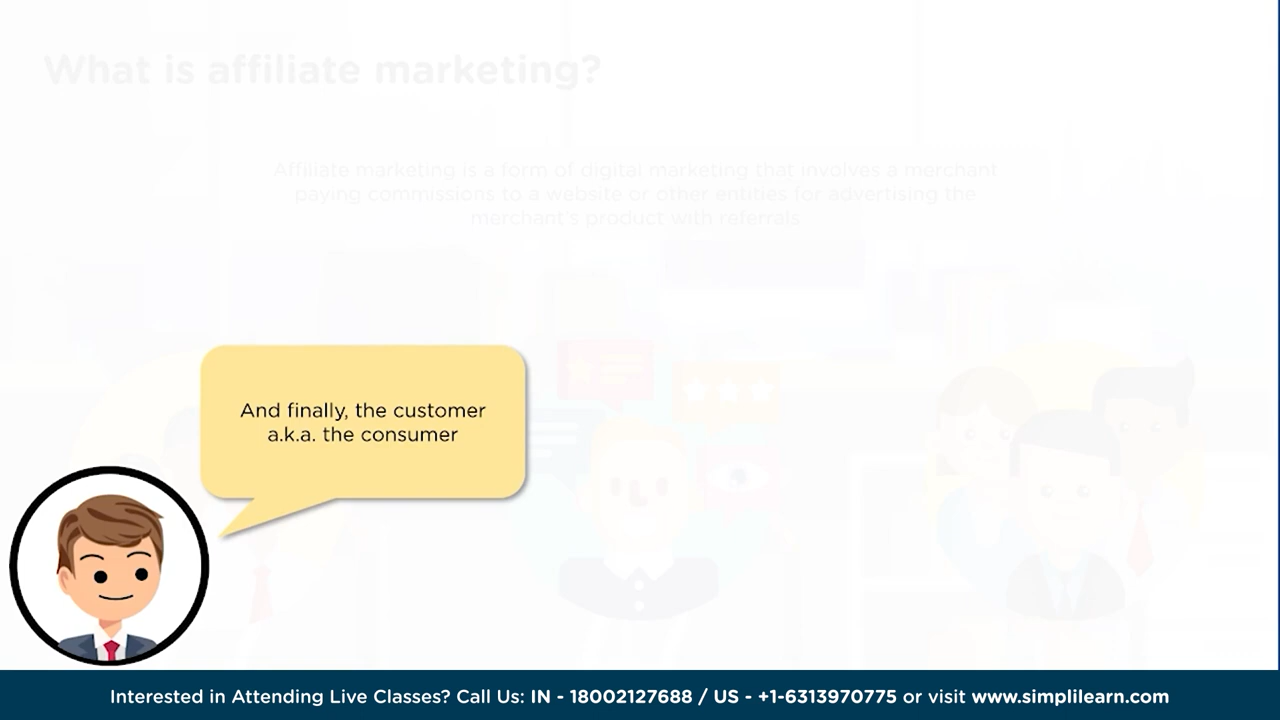 What is affiliate marketing?
Affiliate marketing is a form of digital marketing that involves a merchant
paying commissions to a website or other entities for advertising the
merchant's product with referrals
And finally, the customer
a.k.a. the consumer
Interested in Attending Live Classes? Call Us: IN - 18002127688 / US - +1-6313970775 or visit www.simplilearn.com